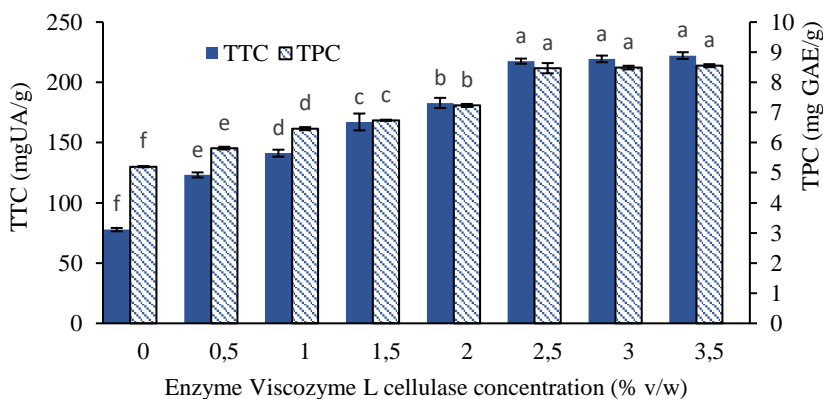 TTC TPC
TTC (mgUA/g)
250
200
150
100
50
0
f f e e d d c c b b a a a a a a
10
9
8
7
6
5
4
3
2
1
0
TPC (mg GAE/g)
0 0,5 1 1,5 2 2,5 3 3,5
Enzyme Viscozyme L cellulase concentration (% v/w)